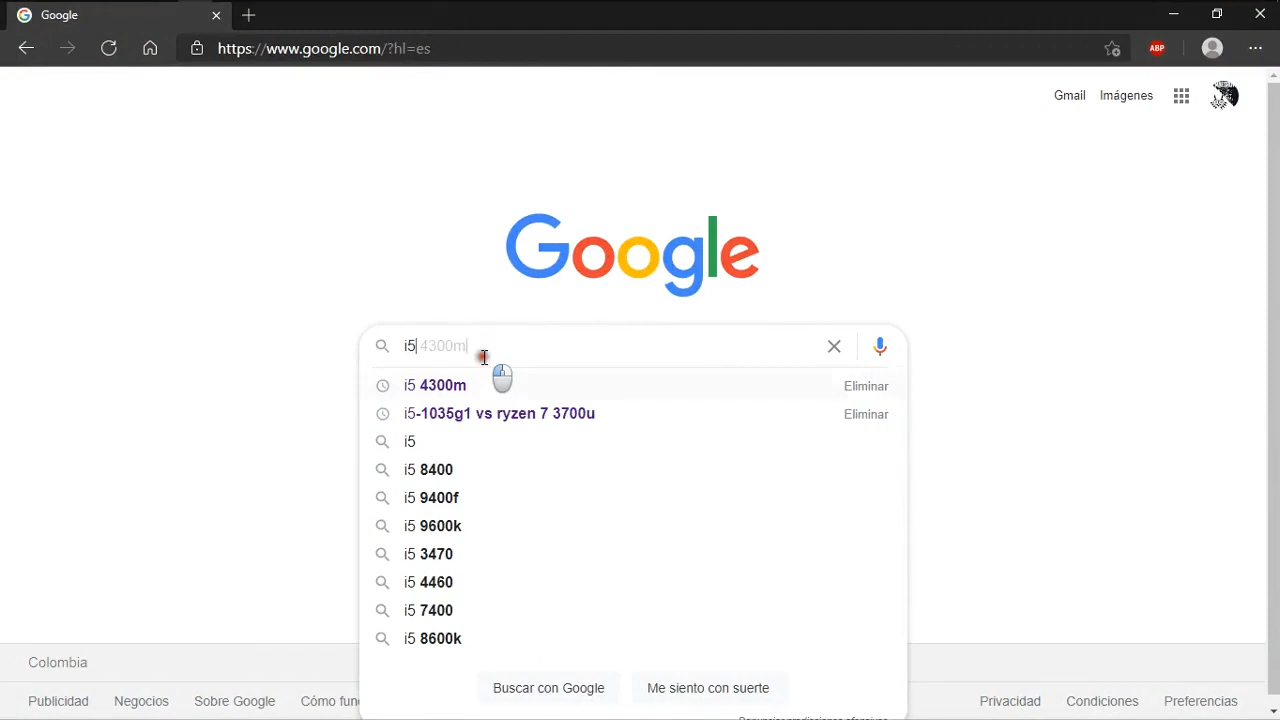 Google
https://www.google.com/?hl=es
ABP
Gmail Imágenes
Google
i5 4300m
i5 4300m Eliminar
i5-1035g1 vs ryzen 7 3700u Eliminar
i5
i5 8400
i5 9400f
i5 9600k
i5 3470
i5 4460
i5 7400
i5 8600k
Buscar con Google Me siento con suerte
Colombia
Publicidad Negocios Sobre Google Cómo fun Privacidad Condiciones Preferencias